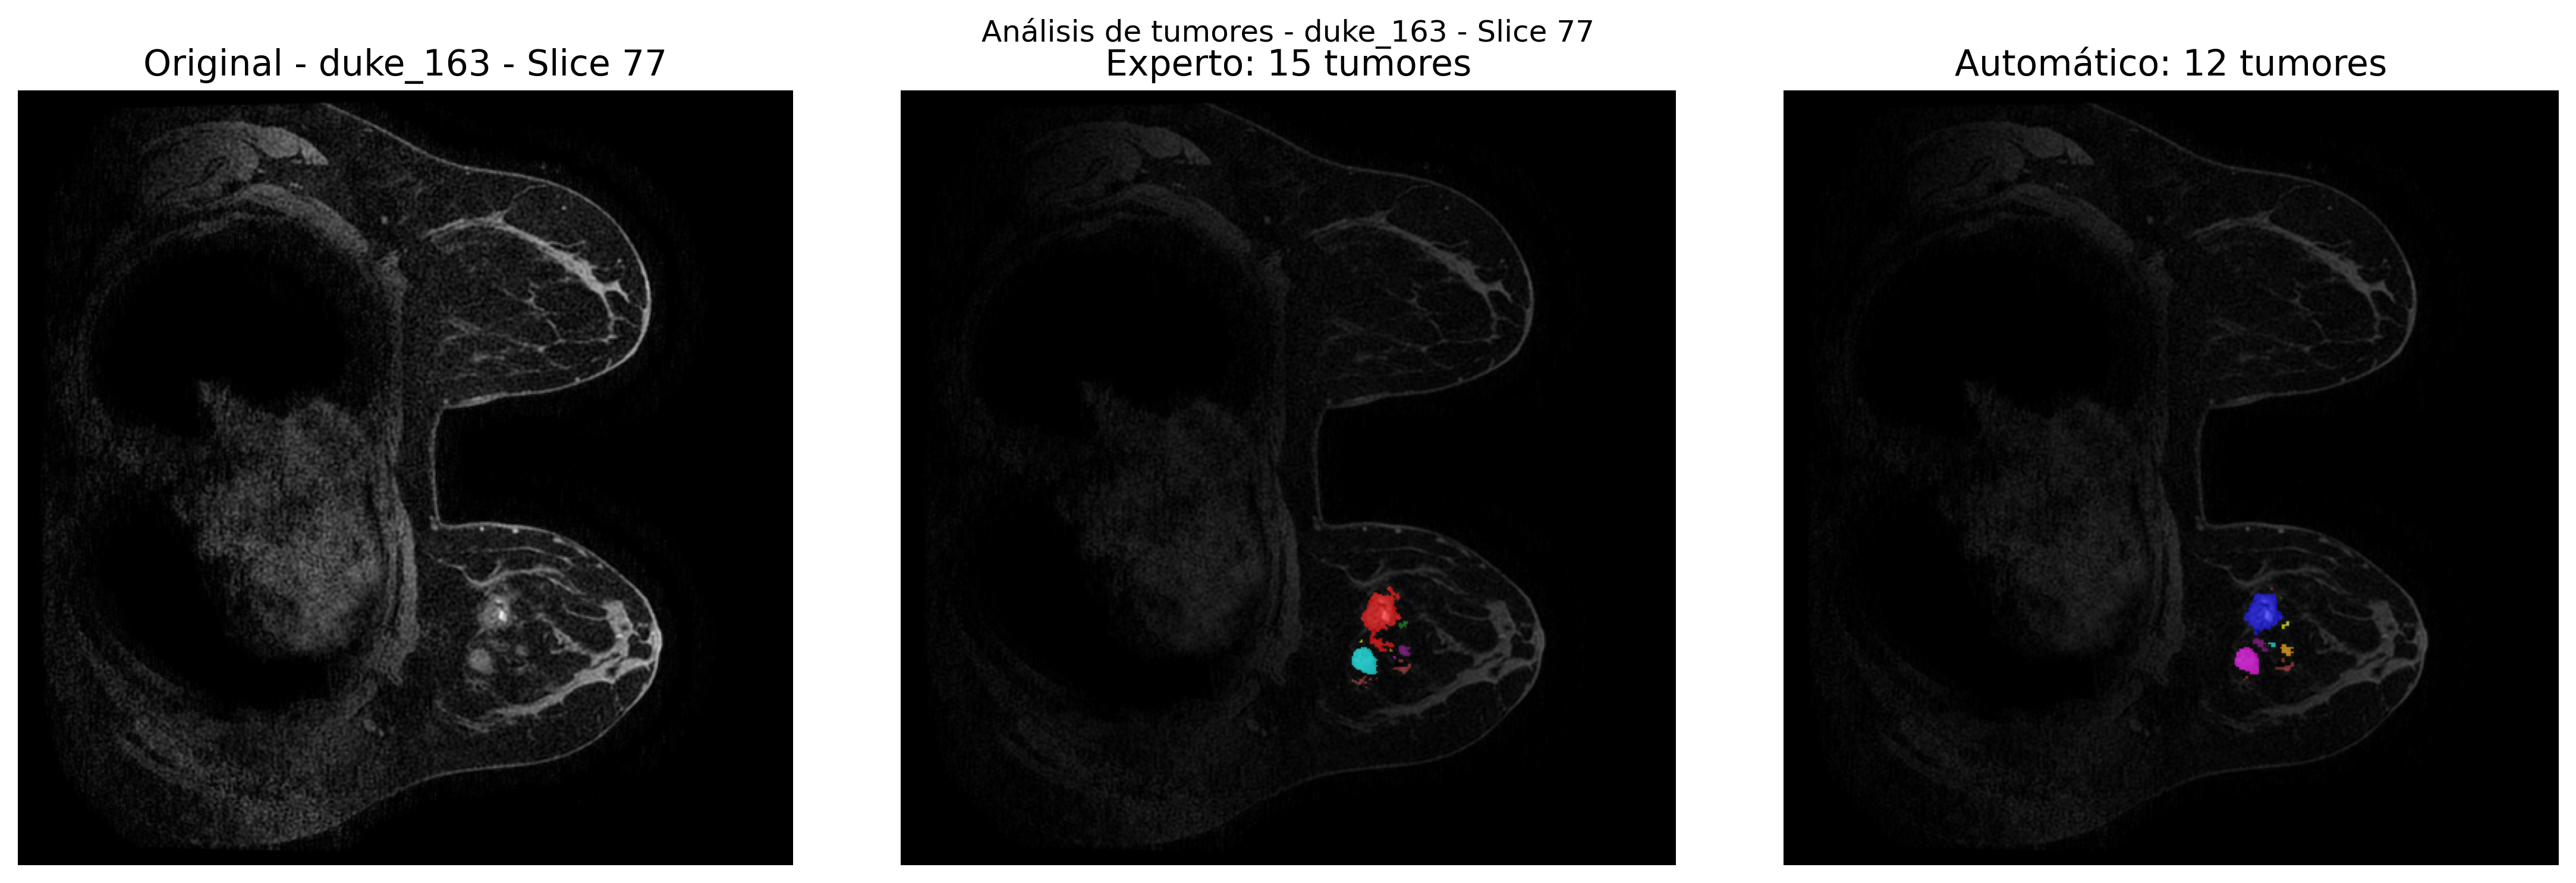 Análisis de tumores - duke_163 - Slice 77
Original - duke_163 - Slice 77
Experto: 15 tumores
Automático: 12 tumores